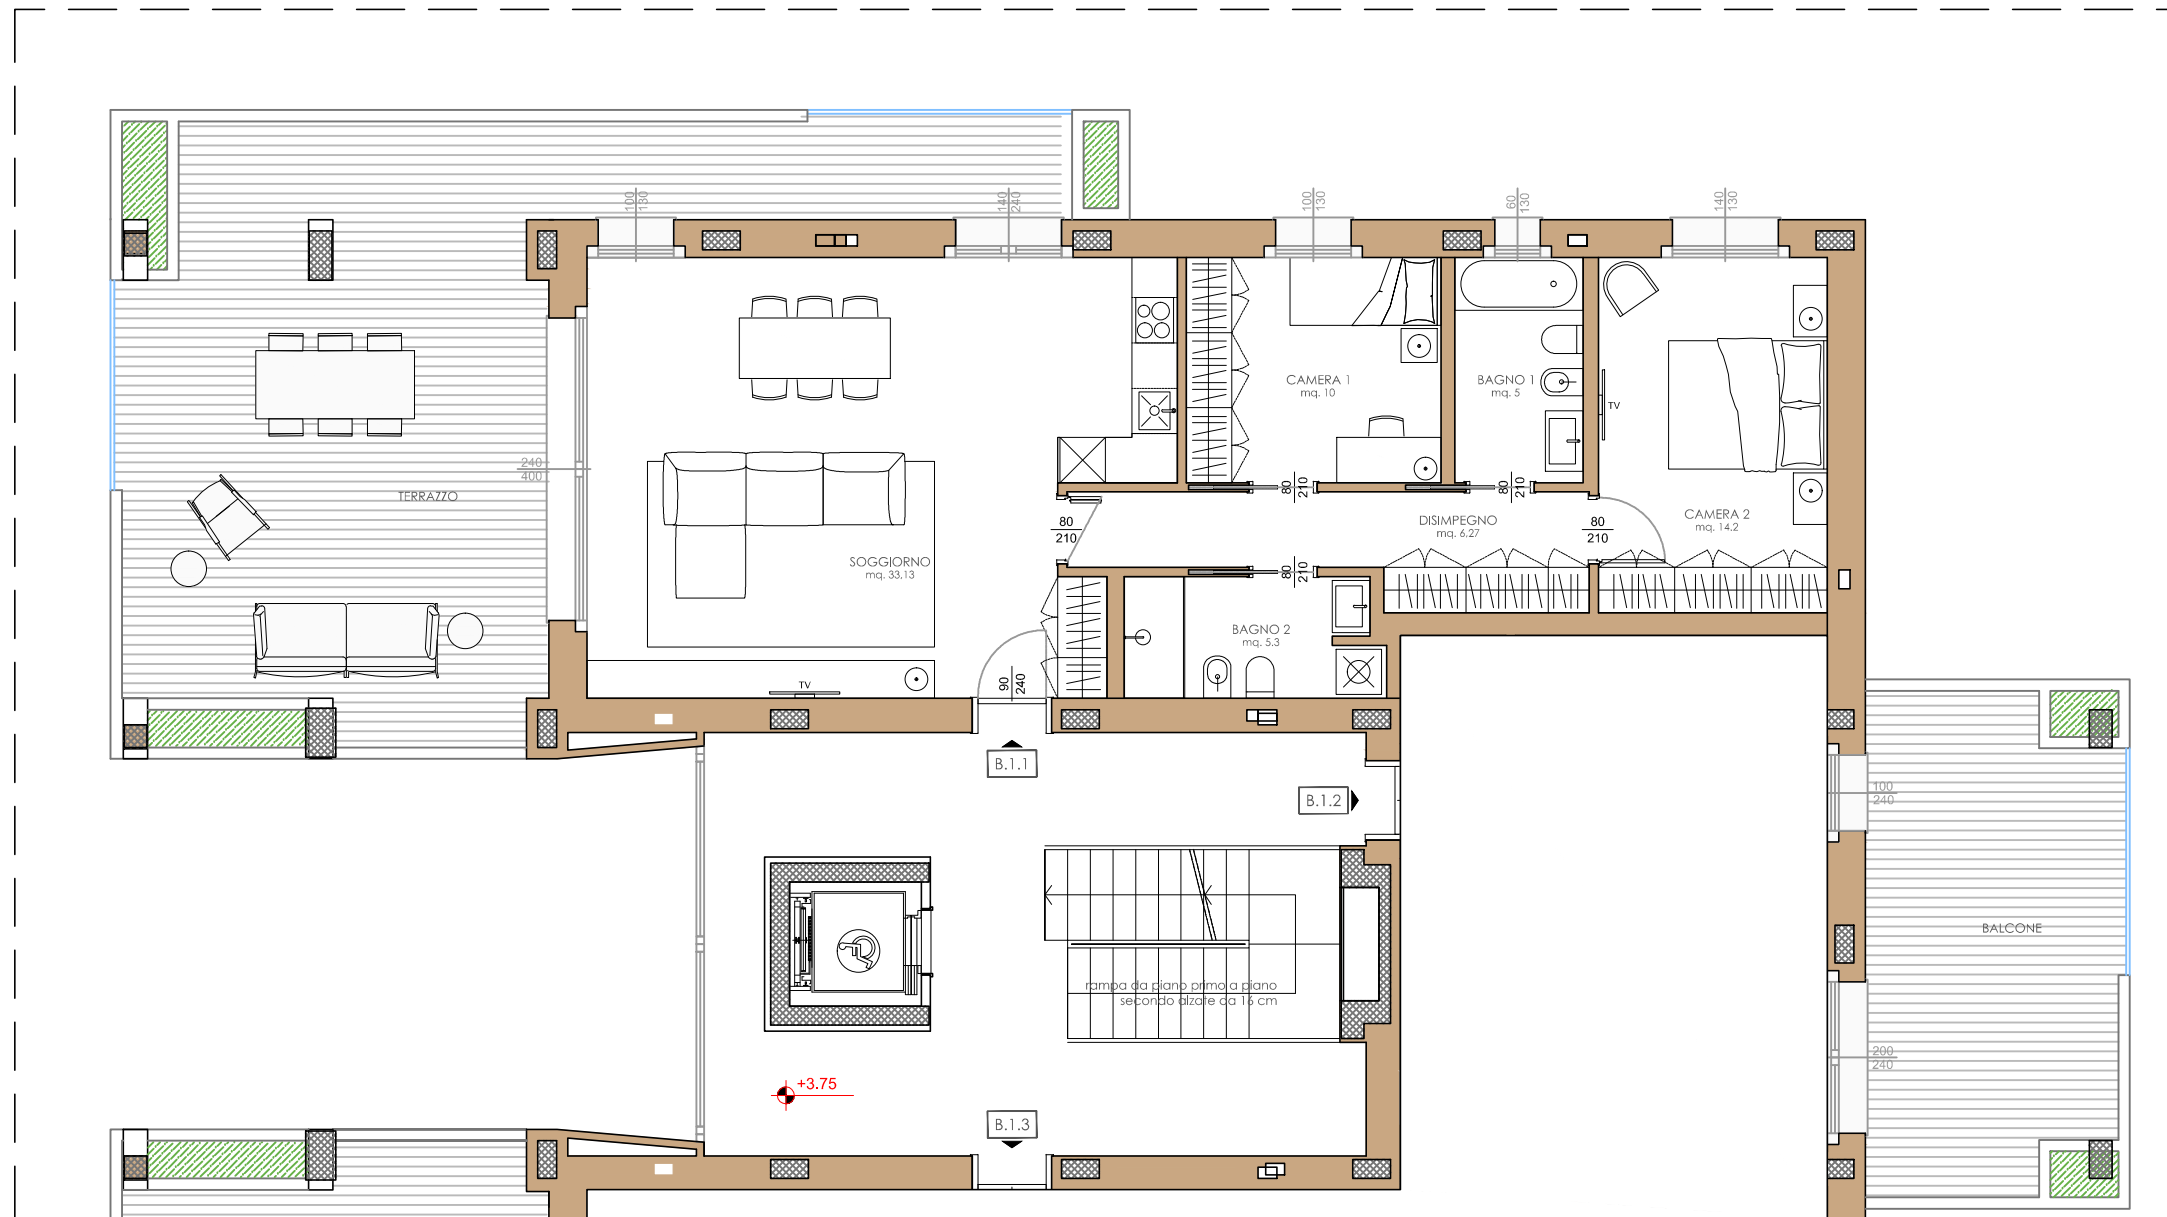 100
130
140
240
100
130
60
130
140
130
CAMERA 1
mq. 10
BAGNO 1
mq. 5
TV
240
400
TERRAZZO
80
210
80
210
80
210
DISIMPEGNO
mq. 6,27
80
210
CAMERA 2
mq. 14.2
SOGGIORNO
mq. 33,13
80
210
BAGNO 2
mq. 5.3
TV
90
240
B.1.1
B.1.2
100
240
BALCONE
rampa da piano primo a piano
secondo alzate da 16 cm
200
240
+3.75
B.1.3